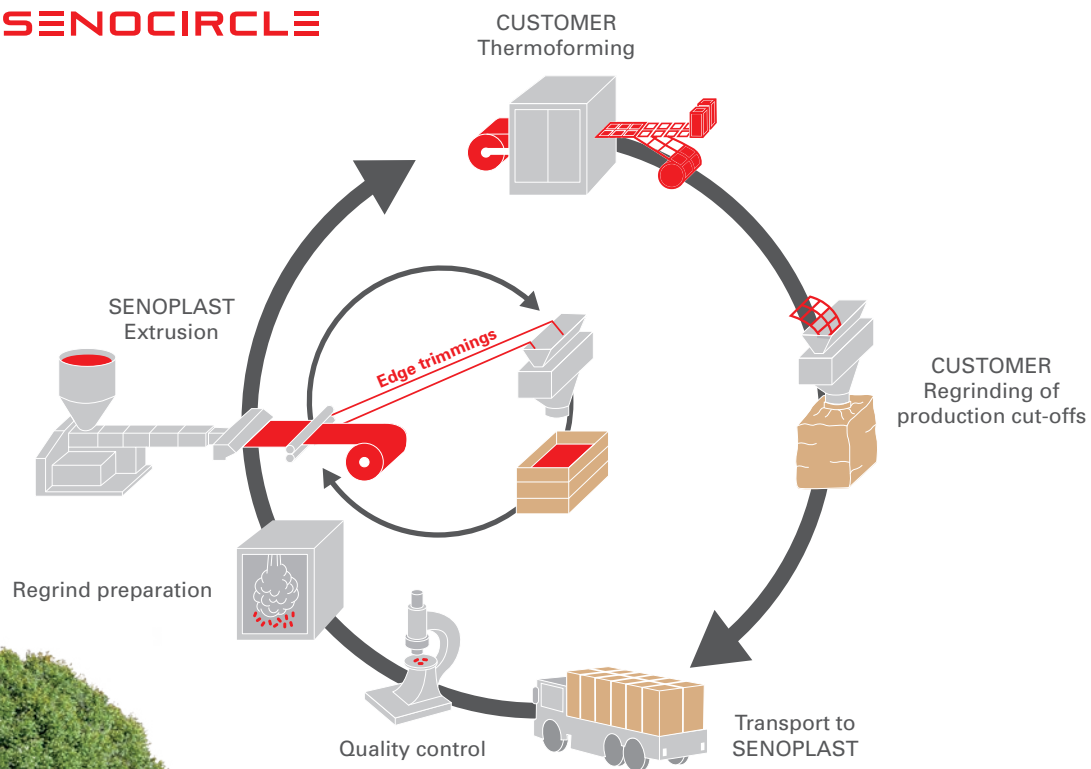 SENOCIRCLE
CUSTOMER
Thermoforming
SENOPLAST
Extrusion
Edge trimmings
CUSTOMER
Regrinding of
production cut-offs
Regrind preparation
Quality control
Transport to
SENOPLAST